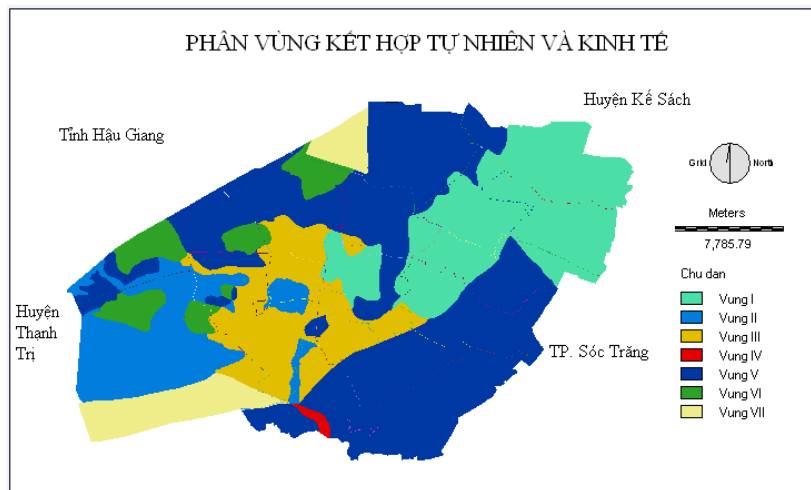 PHÂN VÙNG KẾT HỢP TỰ NHIÊN VÀ KINH TẾ
Huyện Kế Sách
Tỉnh Hậu Giang
Grid North
Meters
7,785.79
Chu dan
Vung I
Vung II
Vung III
Vung IV
Vung V
Vung VI
Vung VII
Huyện
Thạnh
Trị
TP. Sóc Trăng